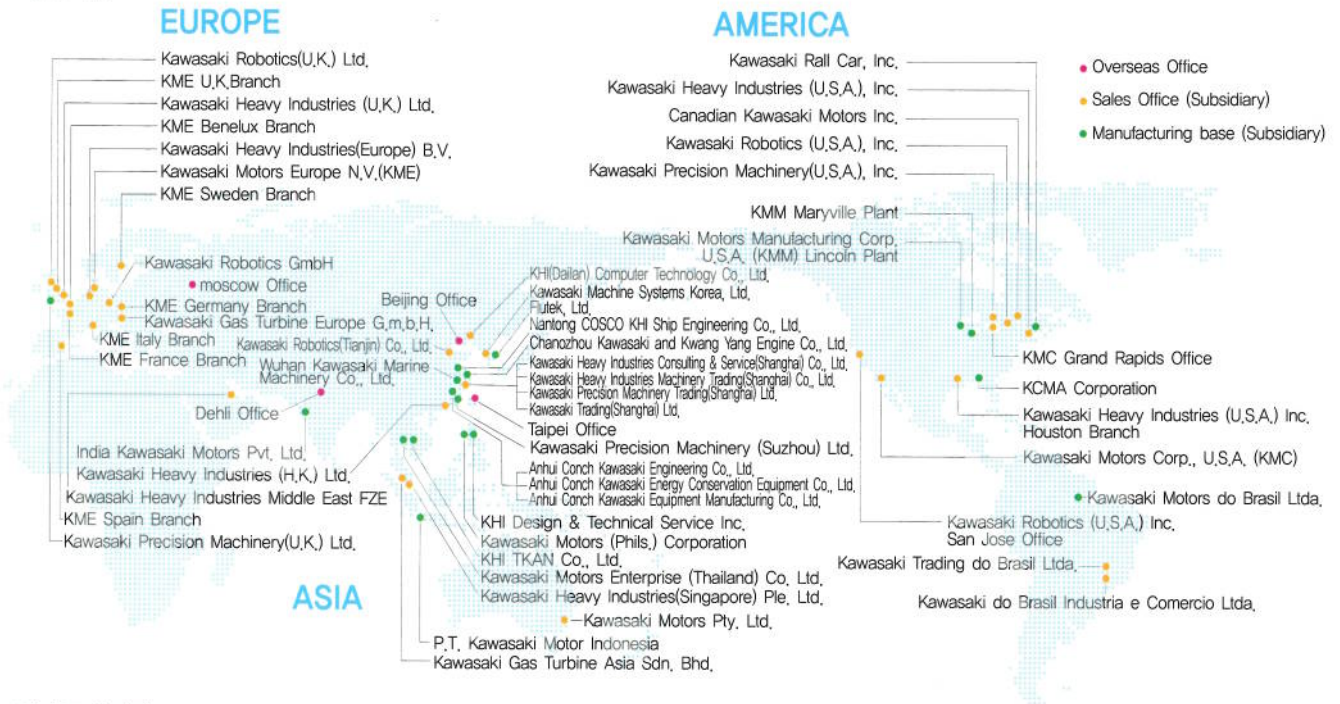 EUROPE
Kawasaki Robotics(U.K.) Ltd.
KME U.K.Branch
Kawasaki Heavy Industries (U.K.) Ltd.
KME Benelux Branch
Kawasaki Heavy Industries(Europe) B.V.
Kawasaki Motors Europe N.V.(KME)
KME Sweden Branch
Kawasaki Robotics GmbH
moscow Office
KME Germany Branch
Kawasaki Gas Turbine Europe G.m.b.H.
KME Italy Branch
KME France Branch
Beijing Office
Kawasaki Robotics(Tianjin) Co., Ltd.
Wuhan Kawasaki Marine
Machinery Co., Ltd.
Dehli Office
India Kawasaki Motors Pvt. Ltd.
Kawasaki Heavy Industries (H.K.) Ltd.
Kawasaki Heavy Industries Middle East FZE
KME Spain Branch
Kawasaki Precision Machinery(U.K.) Ltd.
ASIA
KHI(Dailan) Computer Technology Co., Ltd.
Kawasaki Machine Systems Korea, Ltd.
Flutek, Ltd.
Nantong COSCO KHI Ship Engineering Co., Ltd.
Chanozhou Kawasaki and Kwang Yang Engine Co., Ltd.
Kawasaki Heavy Industries Consulting & Service(Shanghai) Co., Ltd.
Kawasaki Heavy Industries Machinery Trading(Shanghai) Co., Ltd.
Kawasaki Precision Machinery Trading(Shanghai) Ltd.
Kawasaki Trading(Shanghai) Ltd.
Taipei Office
Kawasaki Precision Machinery (Suzhou) Ltd.
Anhui Conch Kawasaki Engineering Co., Ltd.
Anhui Conch Kawasaki Energy Conservation Equipment Co., Ltd.
Anhui Conch Kawasaki Equipment Manufacturing Co., Ltd.
KHI Design & Technical Service Inc.
Kawasaki Motors (Phils.) Corporation
KHI TKAN Co., Ltd.
Kawasaki Motors Enterprise (Thailand) Co. Ltd.
Kawasaki Heavy Industries(Singapore) Ple. Ltd.
Kawasaki Motors Pty. Ltd.
P.T. Kawasaki Motor Indonesia
Kawasaki Gas Turbine Asia Sdn. Bhd.
AMERICA
Kawasaki Rall Car, Inc.
Kawasaki Heavy Industries (U.S.A.), Inc.
Canadian Kawasaki Motors Inc.
Kawasaki Robotics (U.S.A.), Inc.
Kawasaki Precision Machinery(U.S.A.), Inc.
KMM Maryville Plant
Kawasaki Motors Manufacturing Corp.
U.S.A. (KMM) Lincoln Plant
Overseas Office
Sales Office (Subsidiary)
Manufacturing base (Subsidiary)
KMC Grand Rapids Office
KCMA Corporation
Kawasaki Heavy Industries (U.S.A.) Inc.
Houston Branch
Kawasaki Motors Corp., U.S.A. (KMC)
Kawasaki Motors do Brasil Ltda.
Kawasaki Robotics (U.S.A.) Inc.
San Jose Office
Kawasaki Trading do Brasil Ltda.
Kawasaki do Brasil Industria e Comercio Ltda.